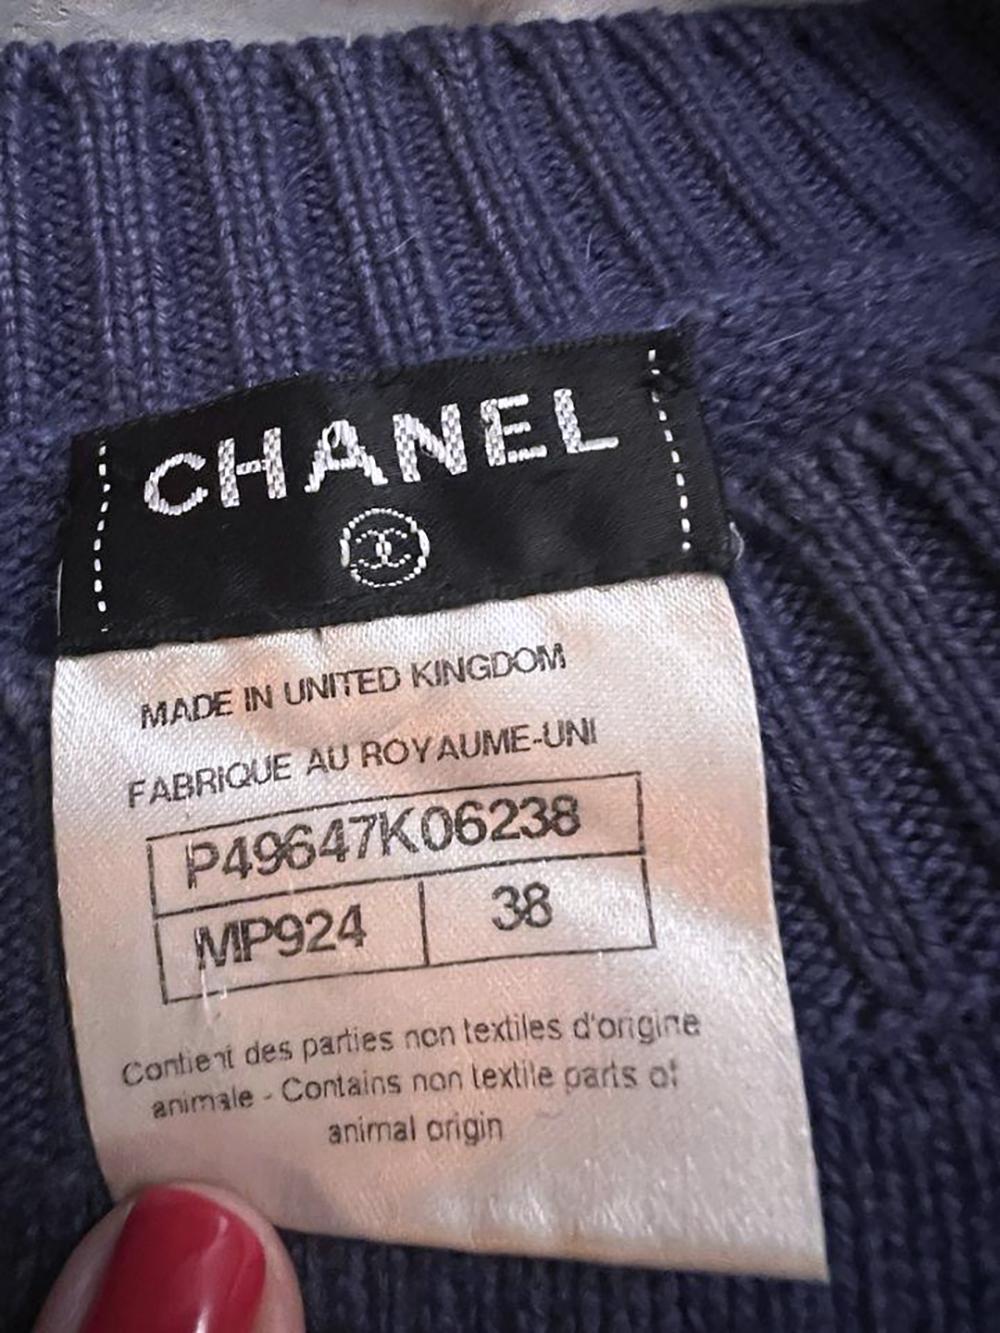 CHANEL
MADE IN UNITED KINGDOM
FABRIQUE AU ROYAUME-UNI
P49647K06238
MP924 38
Contient des parties non textiles d'origine
animale - Contains non textile parts of
animal origin